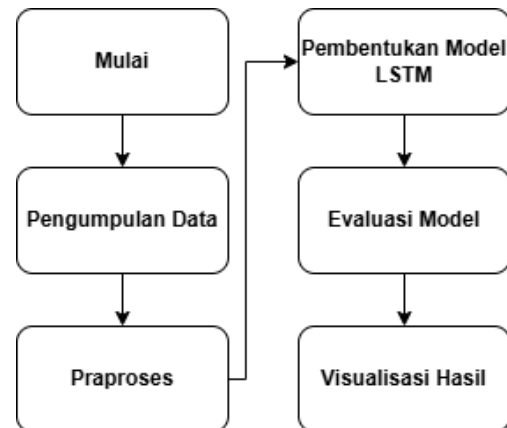 Mulai
Pengumpulan Data
Praproses
Pembentukan Model
LSTM
Evaluasi Model
Visualisasi Hasil